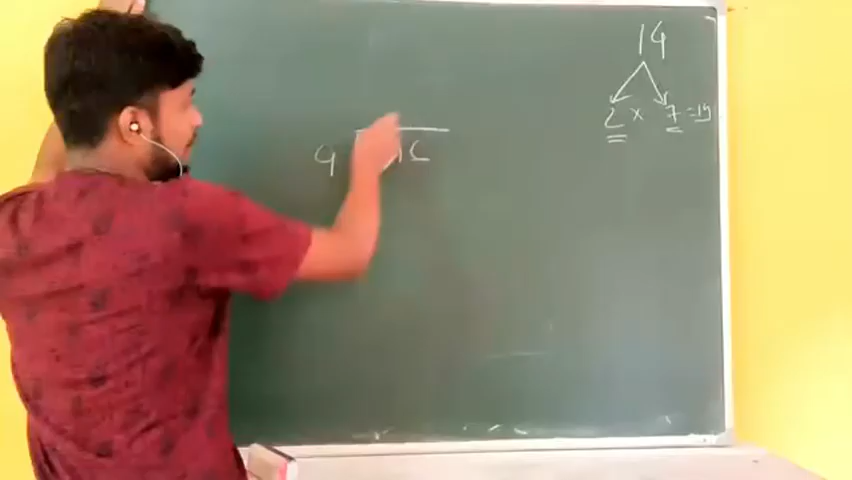 14
2 × 7 = 14
9